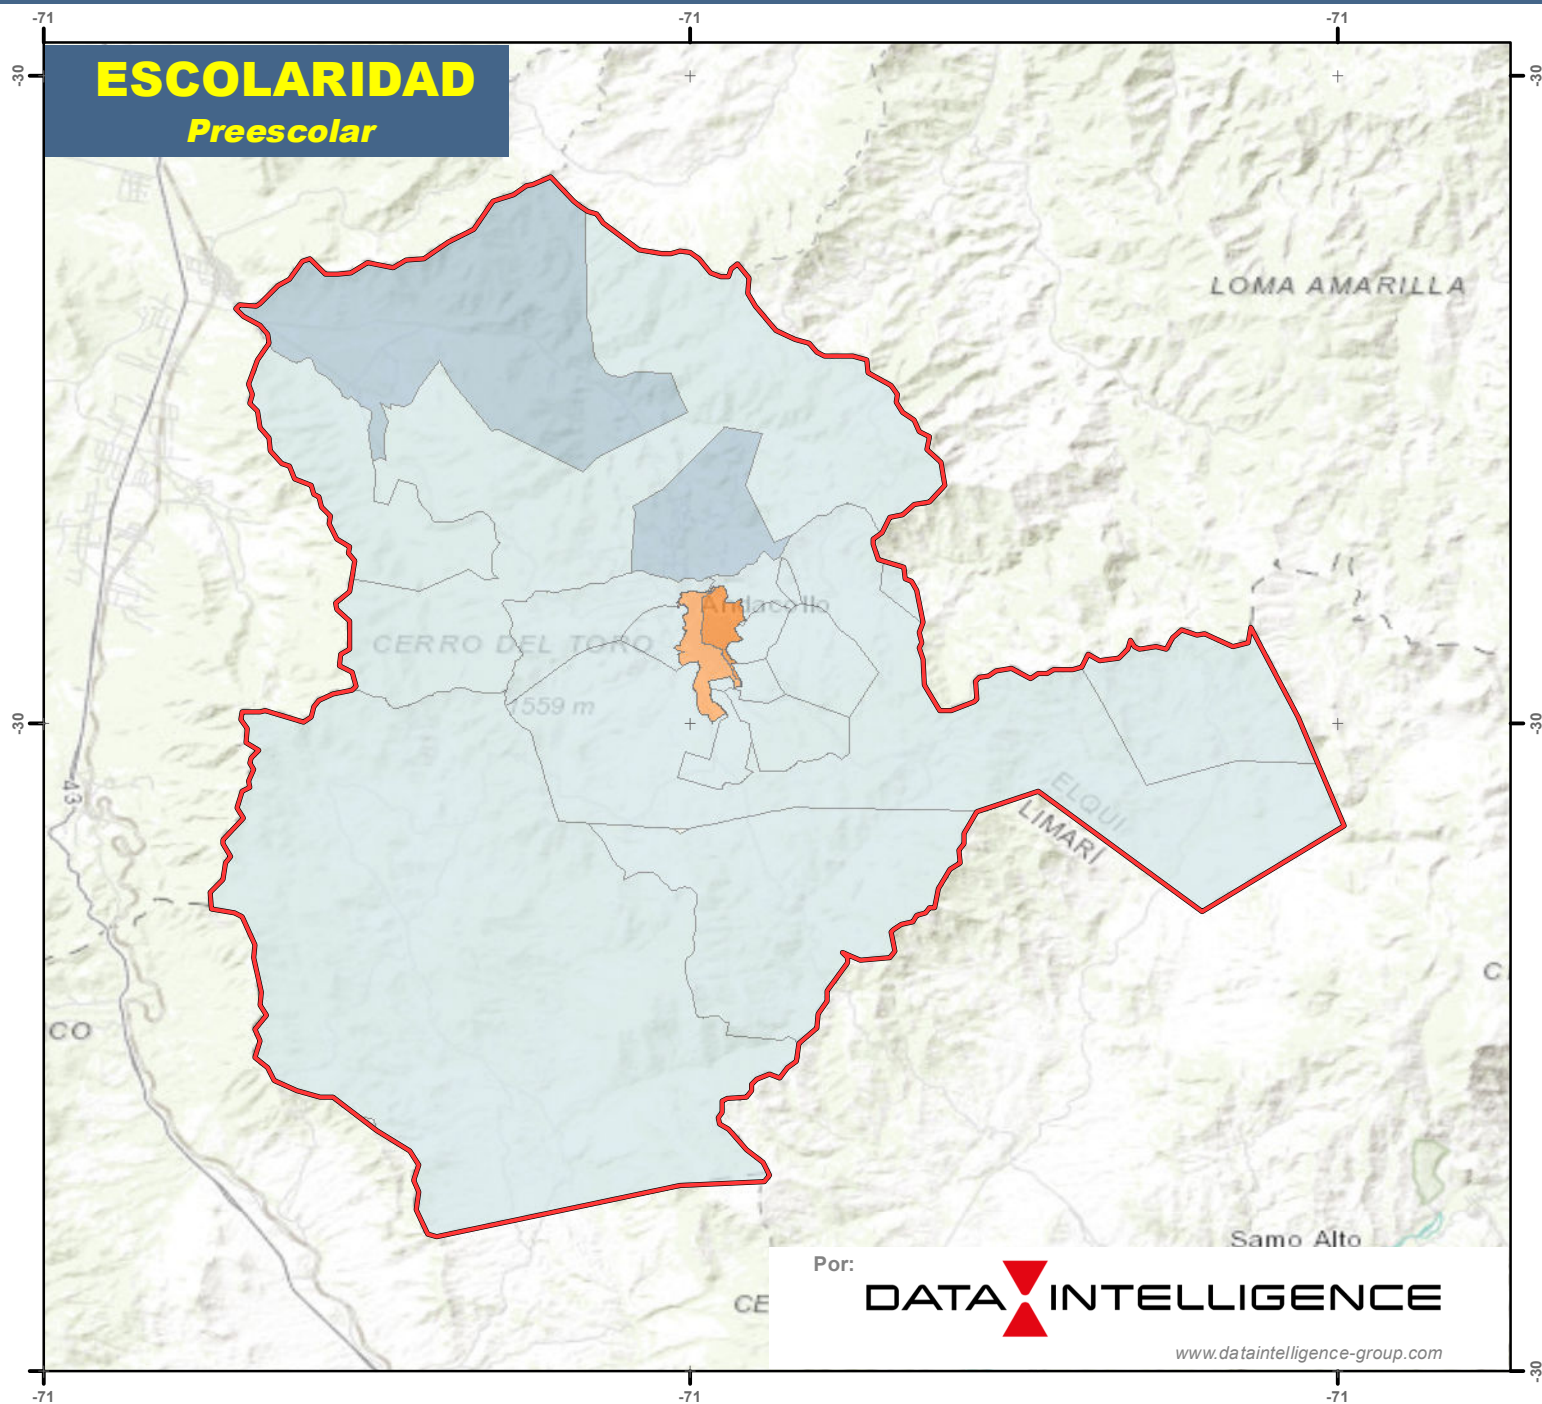 -71 -71 -71
-30 -30
ESCOLARIDAD
Preescolar
LOMA AMARILLA
Andacollo
CERRO DEL TORO
1559 m
-30 -30
43
ELQUI
LIMARÍ
C
CO
Samo Alto
CE
Por:
DATA INTELLIGENCE
www.dataintelligence-group.com
-30
-71 -71 -71